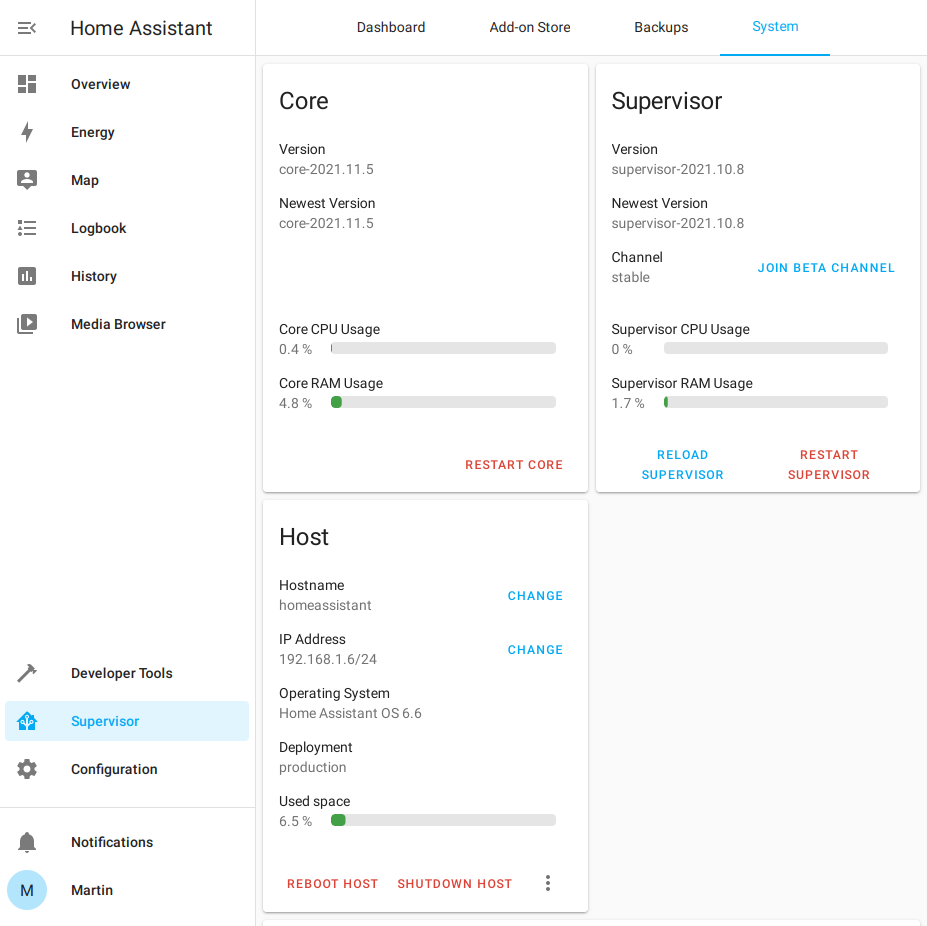 Home Assistant
Dashboard
Add-on Store
Backups
System
Overview
Energy
Map
Logbook
History
Media Browser
Developer Tools
Supervisor
Configuration
Notifications
M
Martin
Core
Version
core-2021.11.5
Newest Version
core-2021.11.5
Core CPU Usage
0.4 %
Core RAM Usage
4.8 %
RESTART CORE
Supervisor
Version
supervisor-2021.10.8
Newest Version
supervisor-2021.10.8
Channel
stable
JOIN BETA CHANNEL
Supervisor CPU Usage
0 %
Supervisor RAM Usage
1.7 %
RELOAD
SUPERVISOR
RESTART
SUPERVISOR
Host
Hostname
homeassistant
CHANGE
IP Address
192.168.1.6/24
CHANGE
Operating System
Home Assistant OS 6.6
Deployment
production
Used space
6.5 %
REBOOT HOST
SHUTDOWN HOST